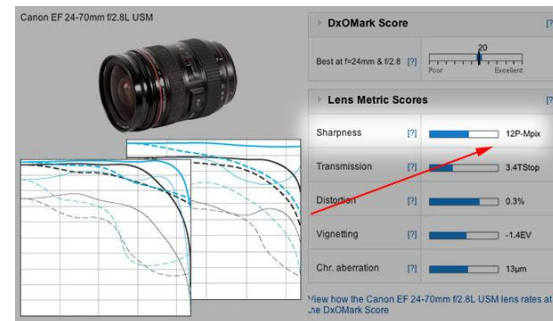 Canon EF 24-70mm f/2.8L USM
DxOMark Score [?]
Best at f=24mm & f/2.8 [?] 20
Poor Excellent
Lens Metric Scores [?]
Sharpness [?] 12P-Mpix
Transmission [?] 3.4TStop
Distortion [?] 0.3%
Vignetting [?] -1.4EV
Chr. aberration [?] 13µm
View how the Canon EF 24-70mm f/2.8L USM lens rates at
the DxOMark Score